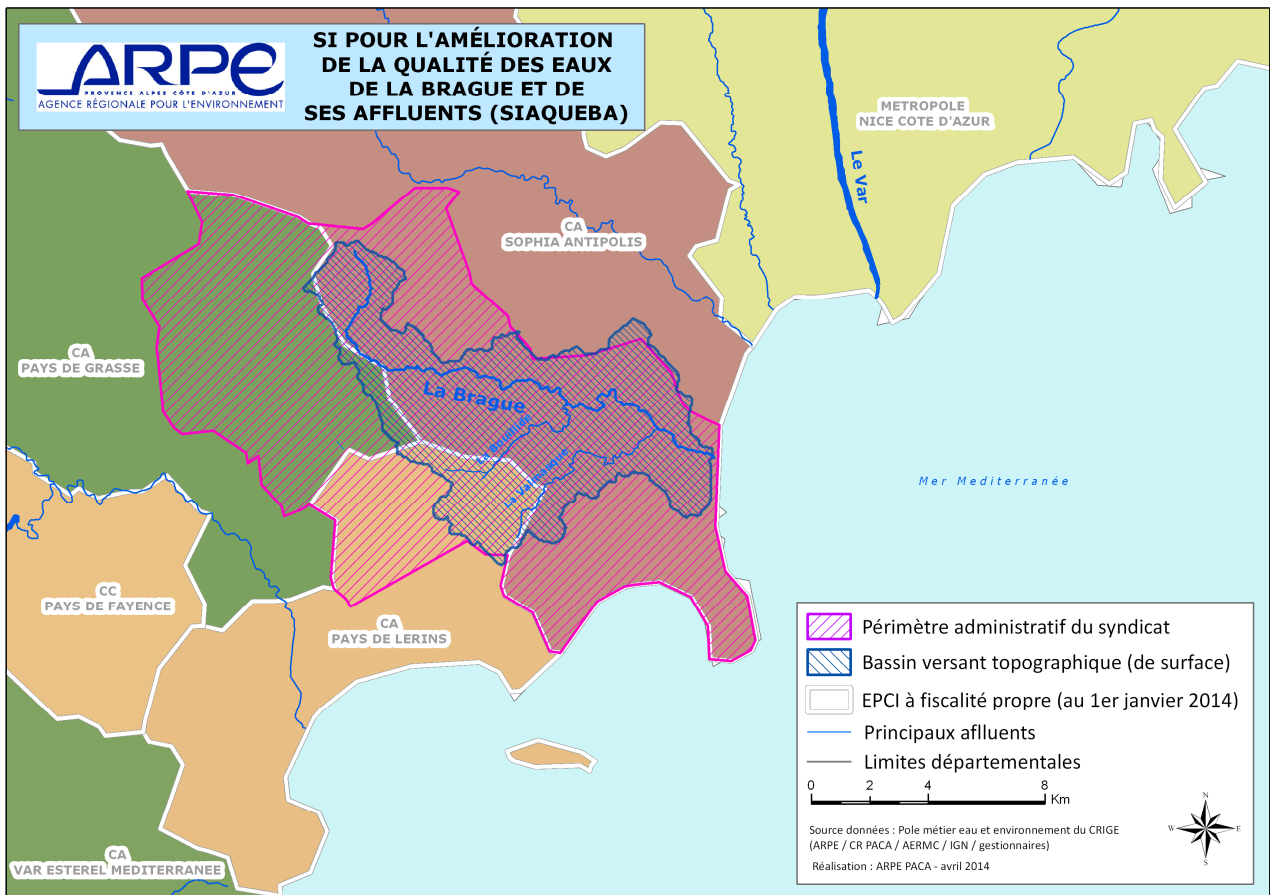 ARPE
PROVENCE ALPES CÔTE D'AZUR
AGENCE RÉGIONALE POUR L'ENVIRONNEMENT
SI POUR L'AMÉLIORATION
DE LA QUALITÉ DES EAUX
DE LA BRAGUE ET DE
SES AFFLUENTS (SIAQUEBA)
METROPOLE
NICE COTE D'AZUR
Le Var
CA
SOPHIA ANTIPOLIS
CA
PAYS DE GRASSE
La Brague
La Bouillide
La Valmasque
Mer Mediterranée
CC
PAYS DE FAYENCE
CA
PAYS DE LERINS
CA
VAR ESTEREL MEDITERRANEE
Périmètre administratif du syndicat
Bassin versant topographique (de surface)
EPCI à fiscalité propre (au 1er janvier 2014)
Principaux aflluents
Limites départementales
0 2 4 8
Km
N
W E
S
Source données : Pole métier eau et environnement du CRIGE
(ARPE / CR PACA / AERMC / IGN / gestionnaires)
Réalisation : ARPE PACA - avril 2014